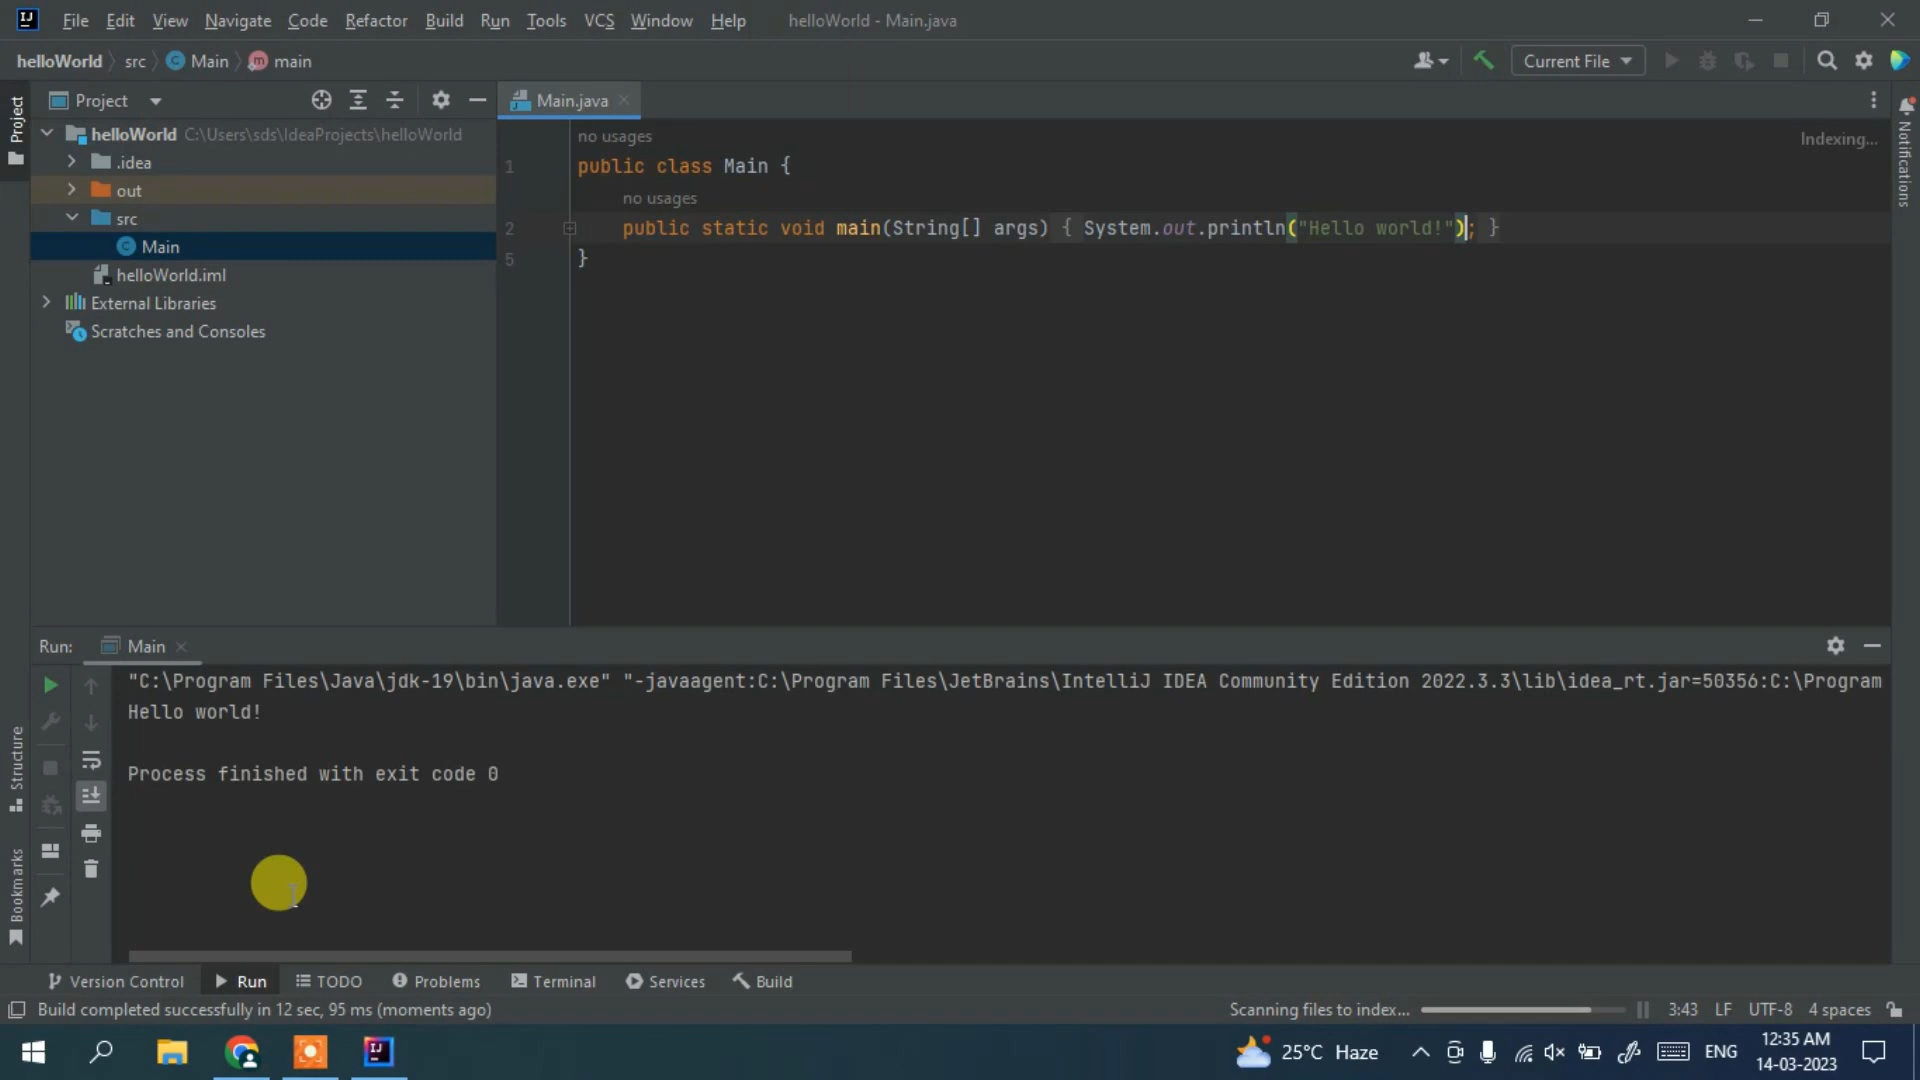 File Edit View Navigate Code Refactor Build Run Tools VCS Window Help helloWorld - Main.java
helloWorld src Main main Current File
Project Project Main.java
helloWorld C:\Users\sds\IdeaProjects\helloWorld
.idea
out
src
Main
helloWorld.iml
External Libraries
Scratches and Consoles
no usages
Indexing...
1 public class Main {
no usages
2 public static void main(String[] args) { System.out.println("Hello world!"); }
5 }
Notifications
Run: Main
"C:\Program Files\Java\jdk-19\bin\java.exe" "-javaagent:C:\Program Files\JetBrains\IntelliJ IDEA Community Edition 2022.3.3\lib\idea_rt.jar=50356:C:\Program
Hello world!
Process finished with exit code 0
Structure
Bookmarks
Version Control Run TODO Problems Terminal Services Build
Build completed successfully in 12 sec, 95 ms (moments ago) Scanning files to index... 3:43 LF UTF-8 4 spaces
25°C Haze ENG 12:35 AM
14-03-2023